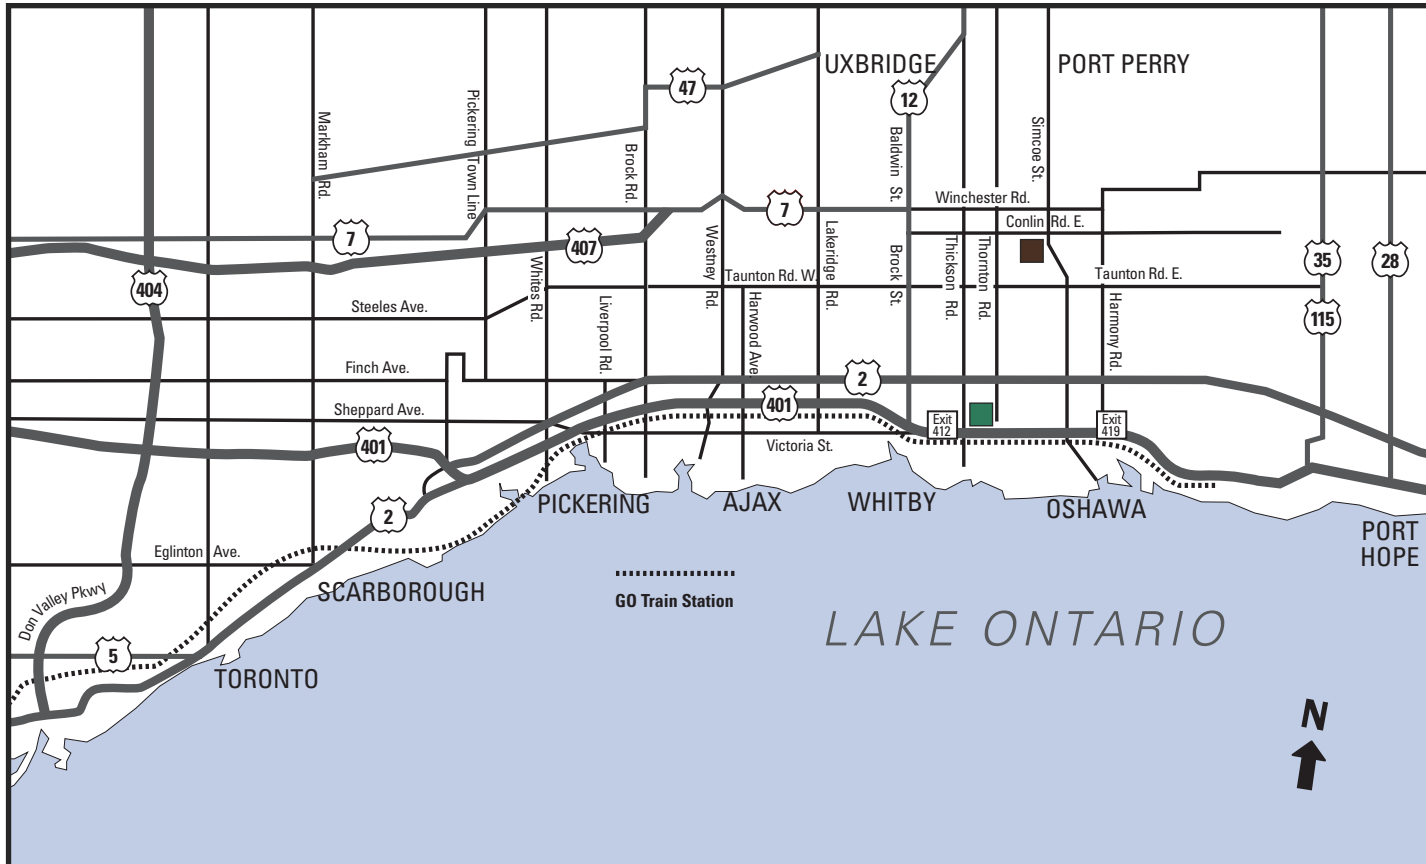 UXBRIDGE
PORT PERRY
47
12
Markham Rd.
Pickering Town Line
Brock Rd.
Baldwin St.
Simcoe St.
Winchester Rd.
7
7
407
Conlin Rd. E.
Westney Rd.
Lakeridge Rd.
Brock St.
Thickson Rd.
Thornton Rd.
35
28
404
Whites Rd.
Liverpool Rd.
Taunton Rd. W.
Harwood Ave.
Taunton Rd. E.
Harmony Rd.
115
Steeles Ave.
Finch Ave.
2
Sheppard Ave.
401
401
Exit
412
Exit
419
Victoria St.
2
PICKERING
AJAX
WHITBY
OSHAWA
PORT
HOPE
Eglinton Ave.
SCARBOROUGH
GO Train Station
Don Valley Pkwy
LAKE ONTARIO
5
TORONTO
N